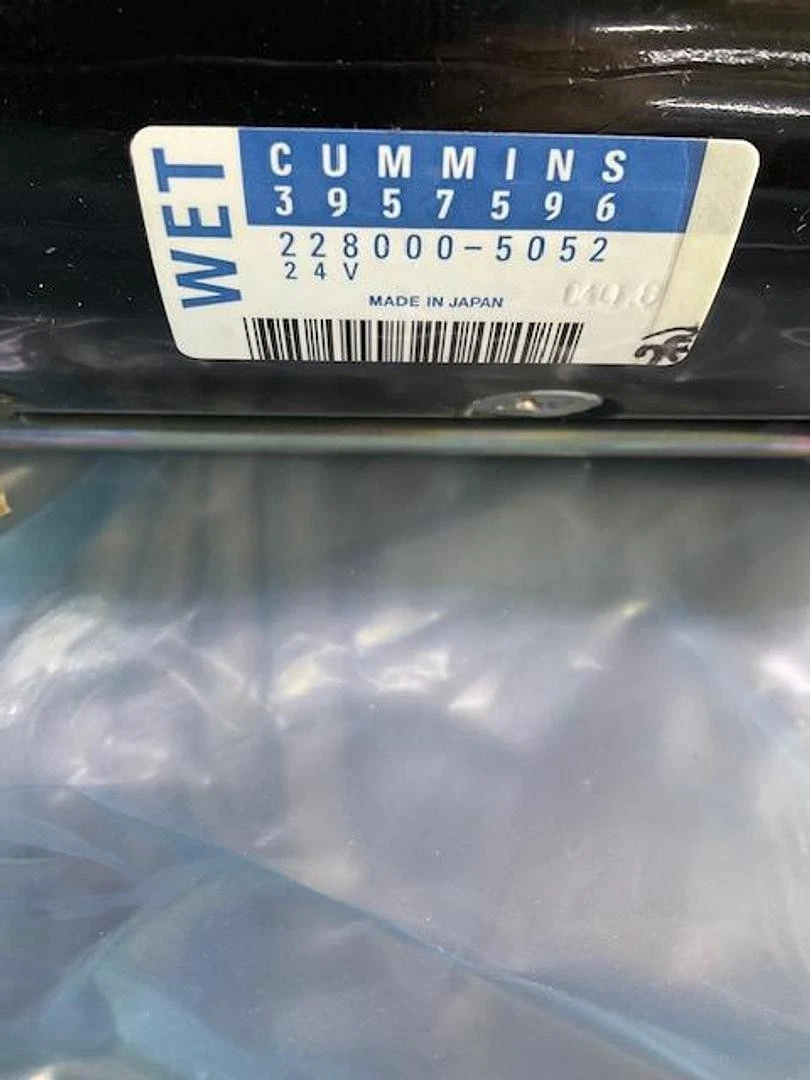 WET
CUMMINS
3957596
228000-5052
24V
MADE IN JAPAN